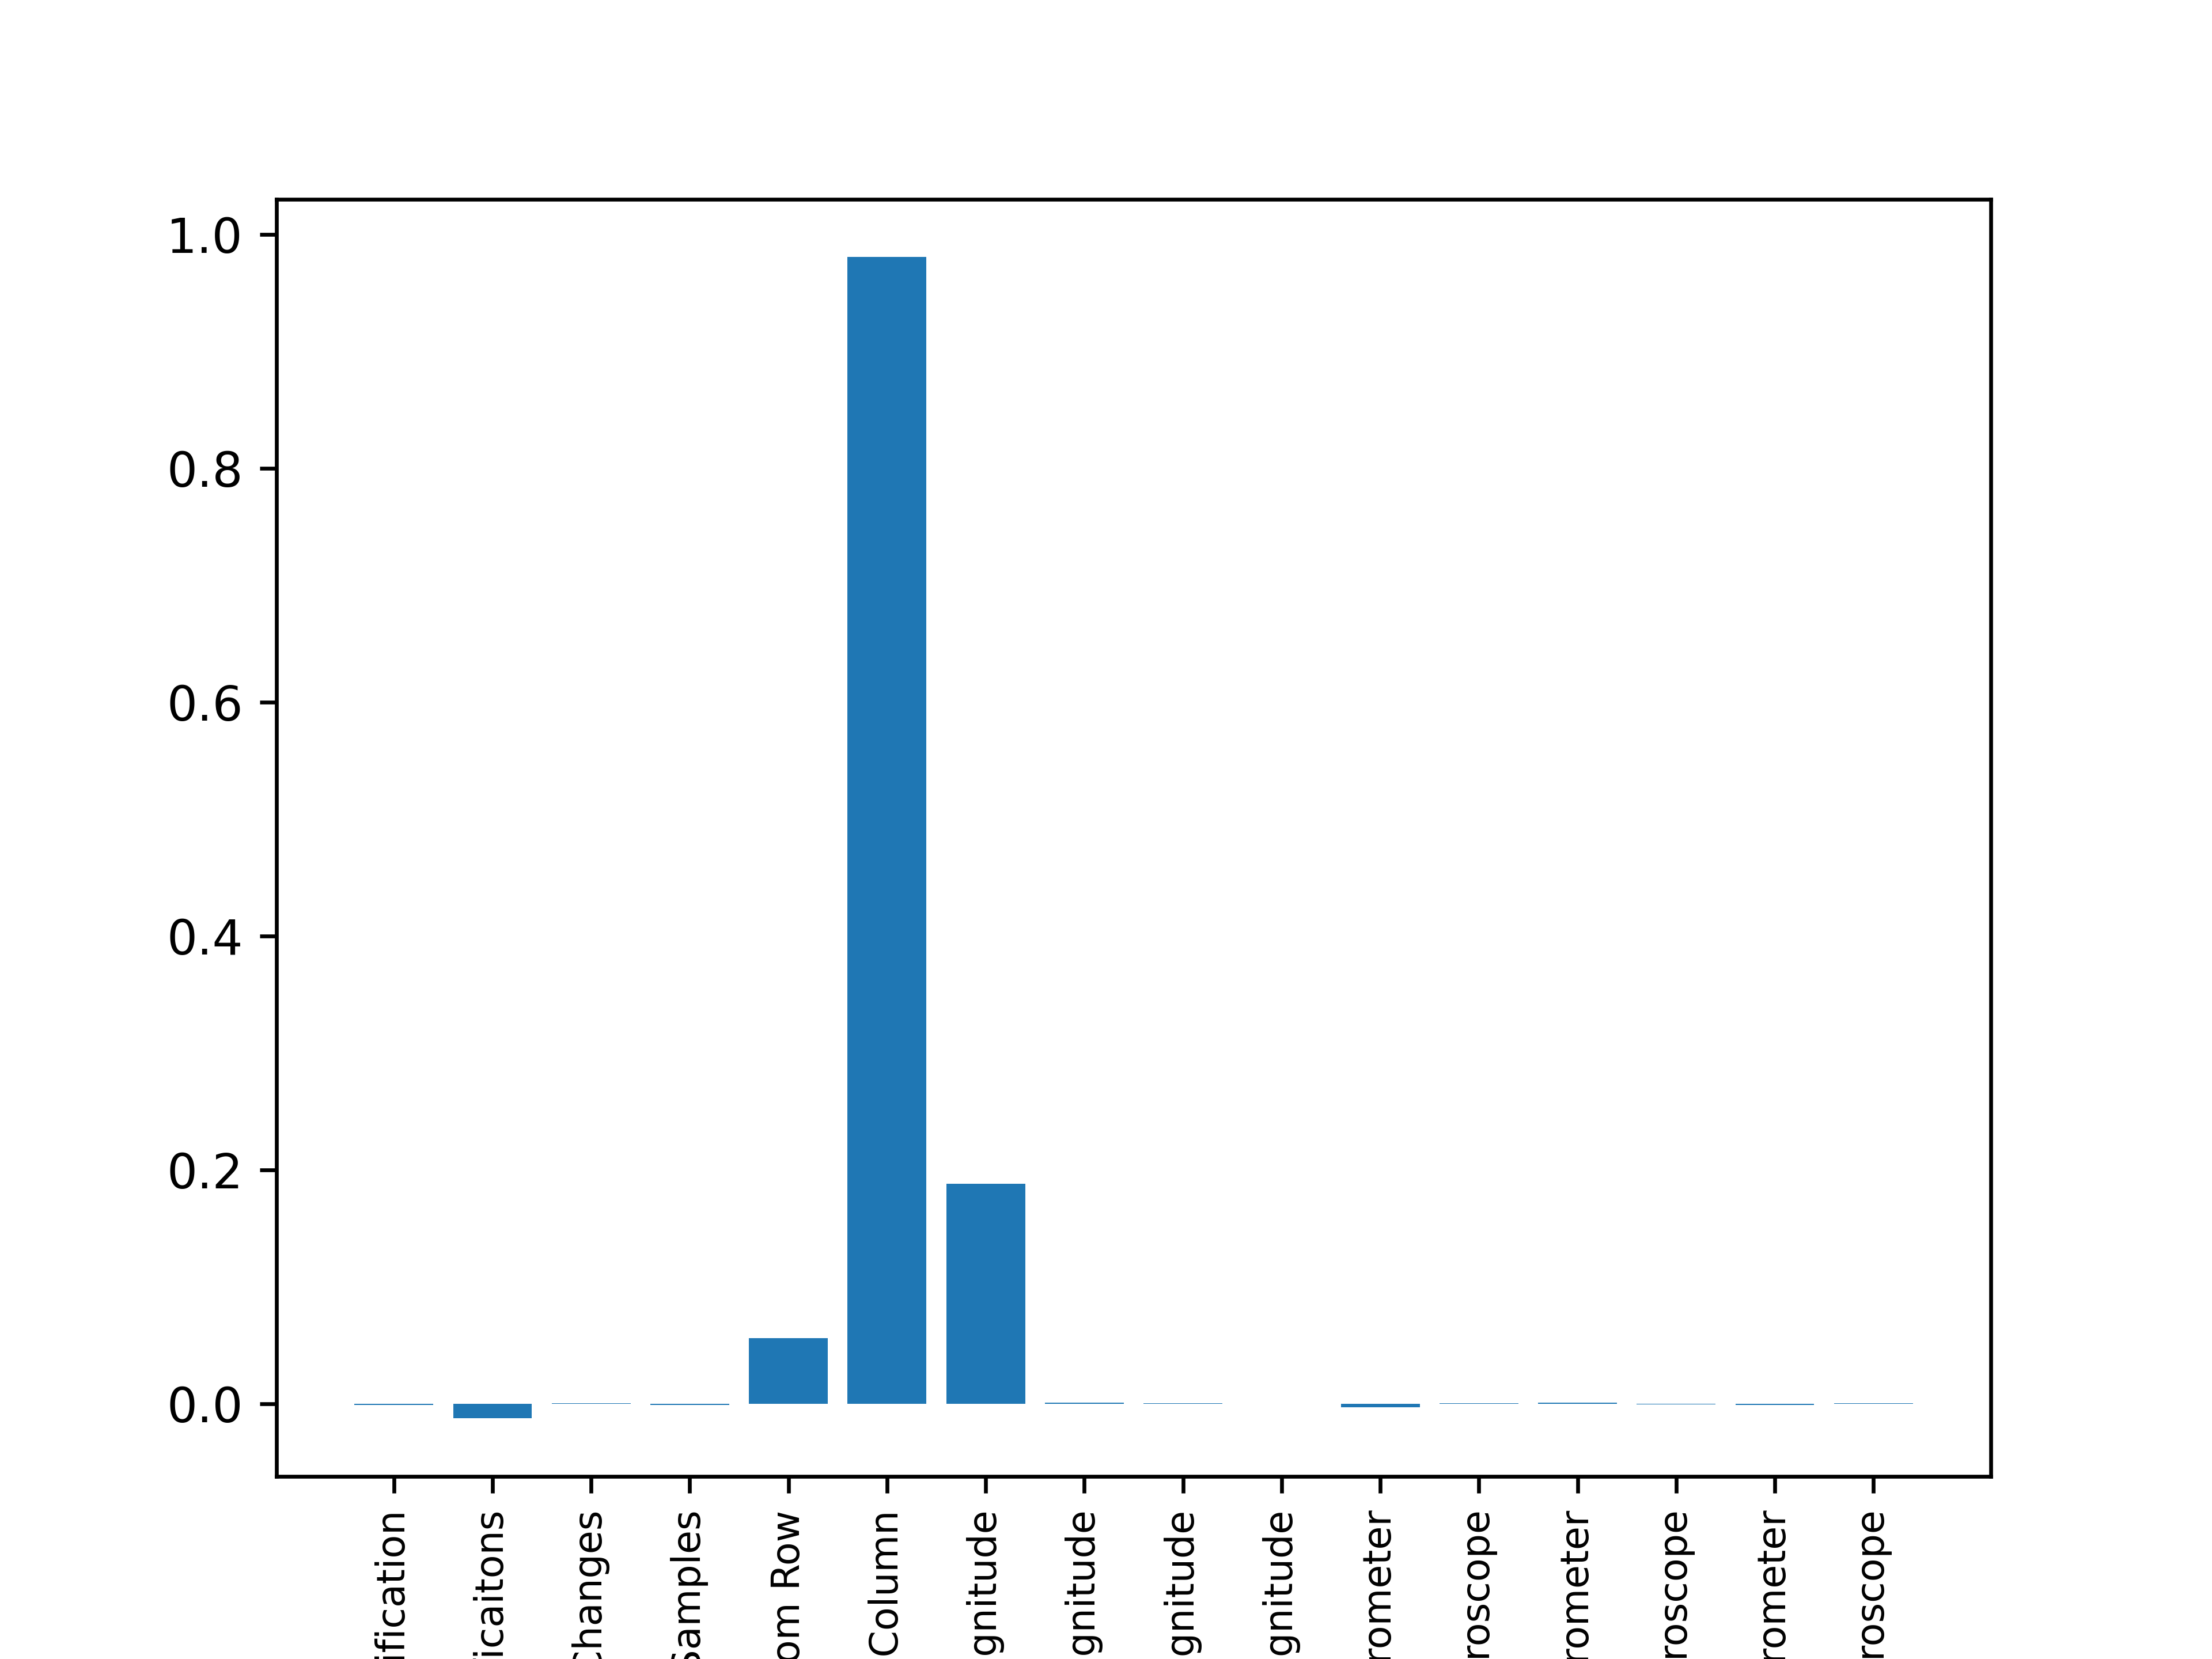 1.0
0.8
0.6
0.4
0.2
0.0
ification
icaitons
Changes
Samples
om Row
Column
gnitude
gnitude
gnitude
gnitude
rometer
roscope
rometer
roscope
rometer
roscope